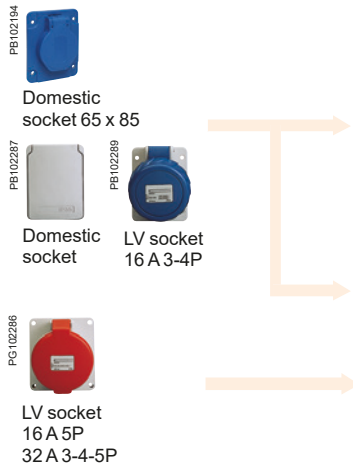 PB102194
Domestic
socket 65 x 85
PB102287
PB102289
Domestic
socket
LV socket
16 A 3-4P
PG102286
LV socket
16 A 5P
32 A 3-4-5P